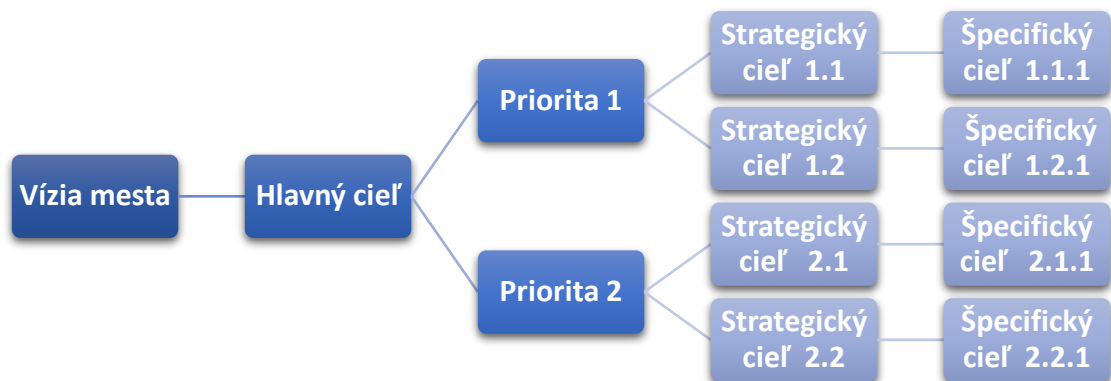 Vízia mesta
Hlavný cieľ
Priorita 1
Strategický
cieľ 1.1
Špecifický
cieľ 1.1.1
Strategický
cieľ 1.2
Špecifický
cieľ 1.2.1
Priorita 2
Strategický
cieľ 2.1
Špecifický
cieľ 2.1.1
Strategický
cieľ 2.2
Špecifický
cieľ 2.2.1